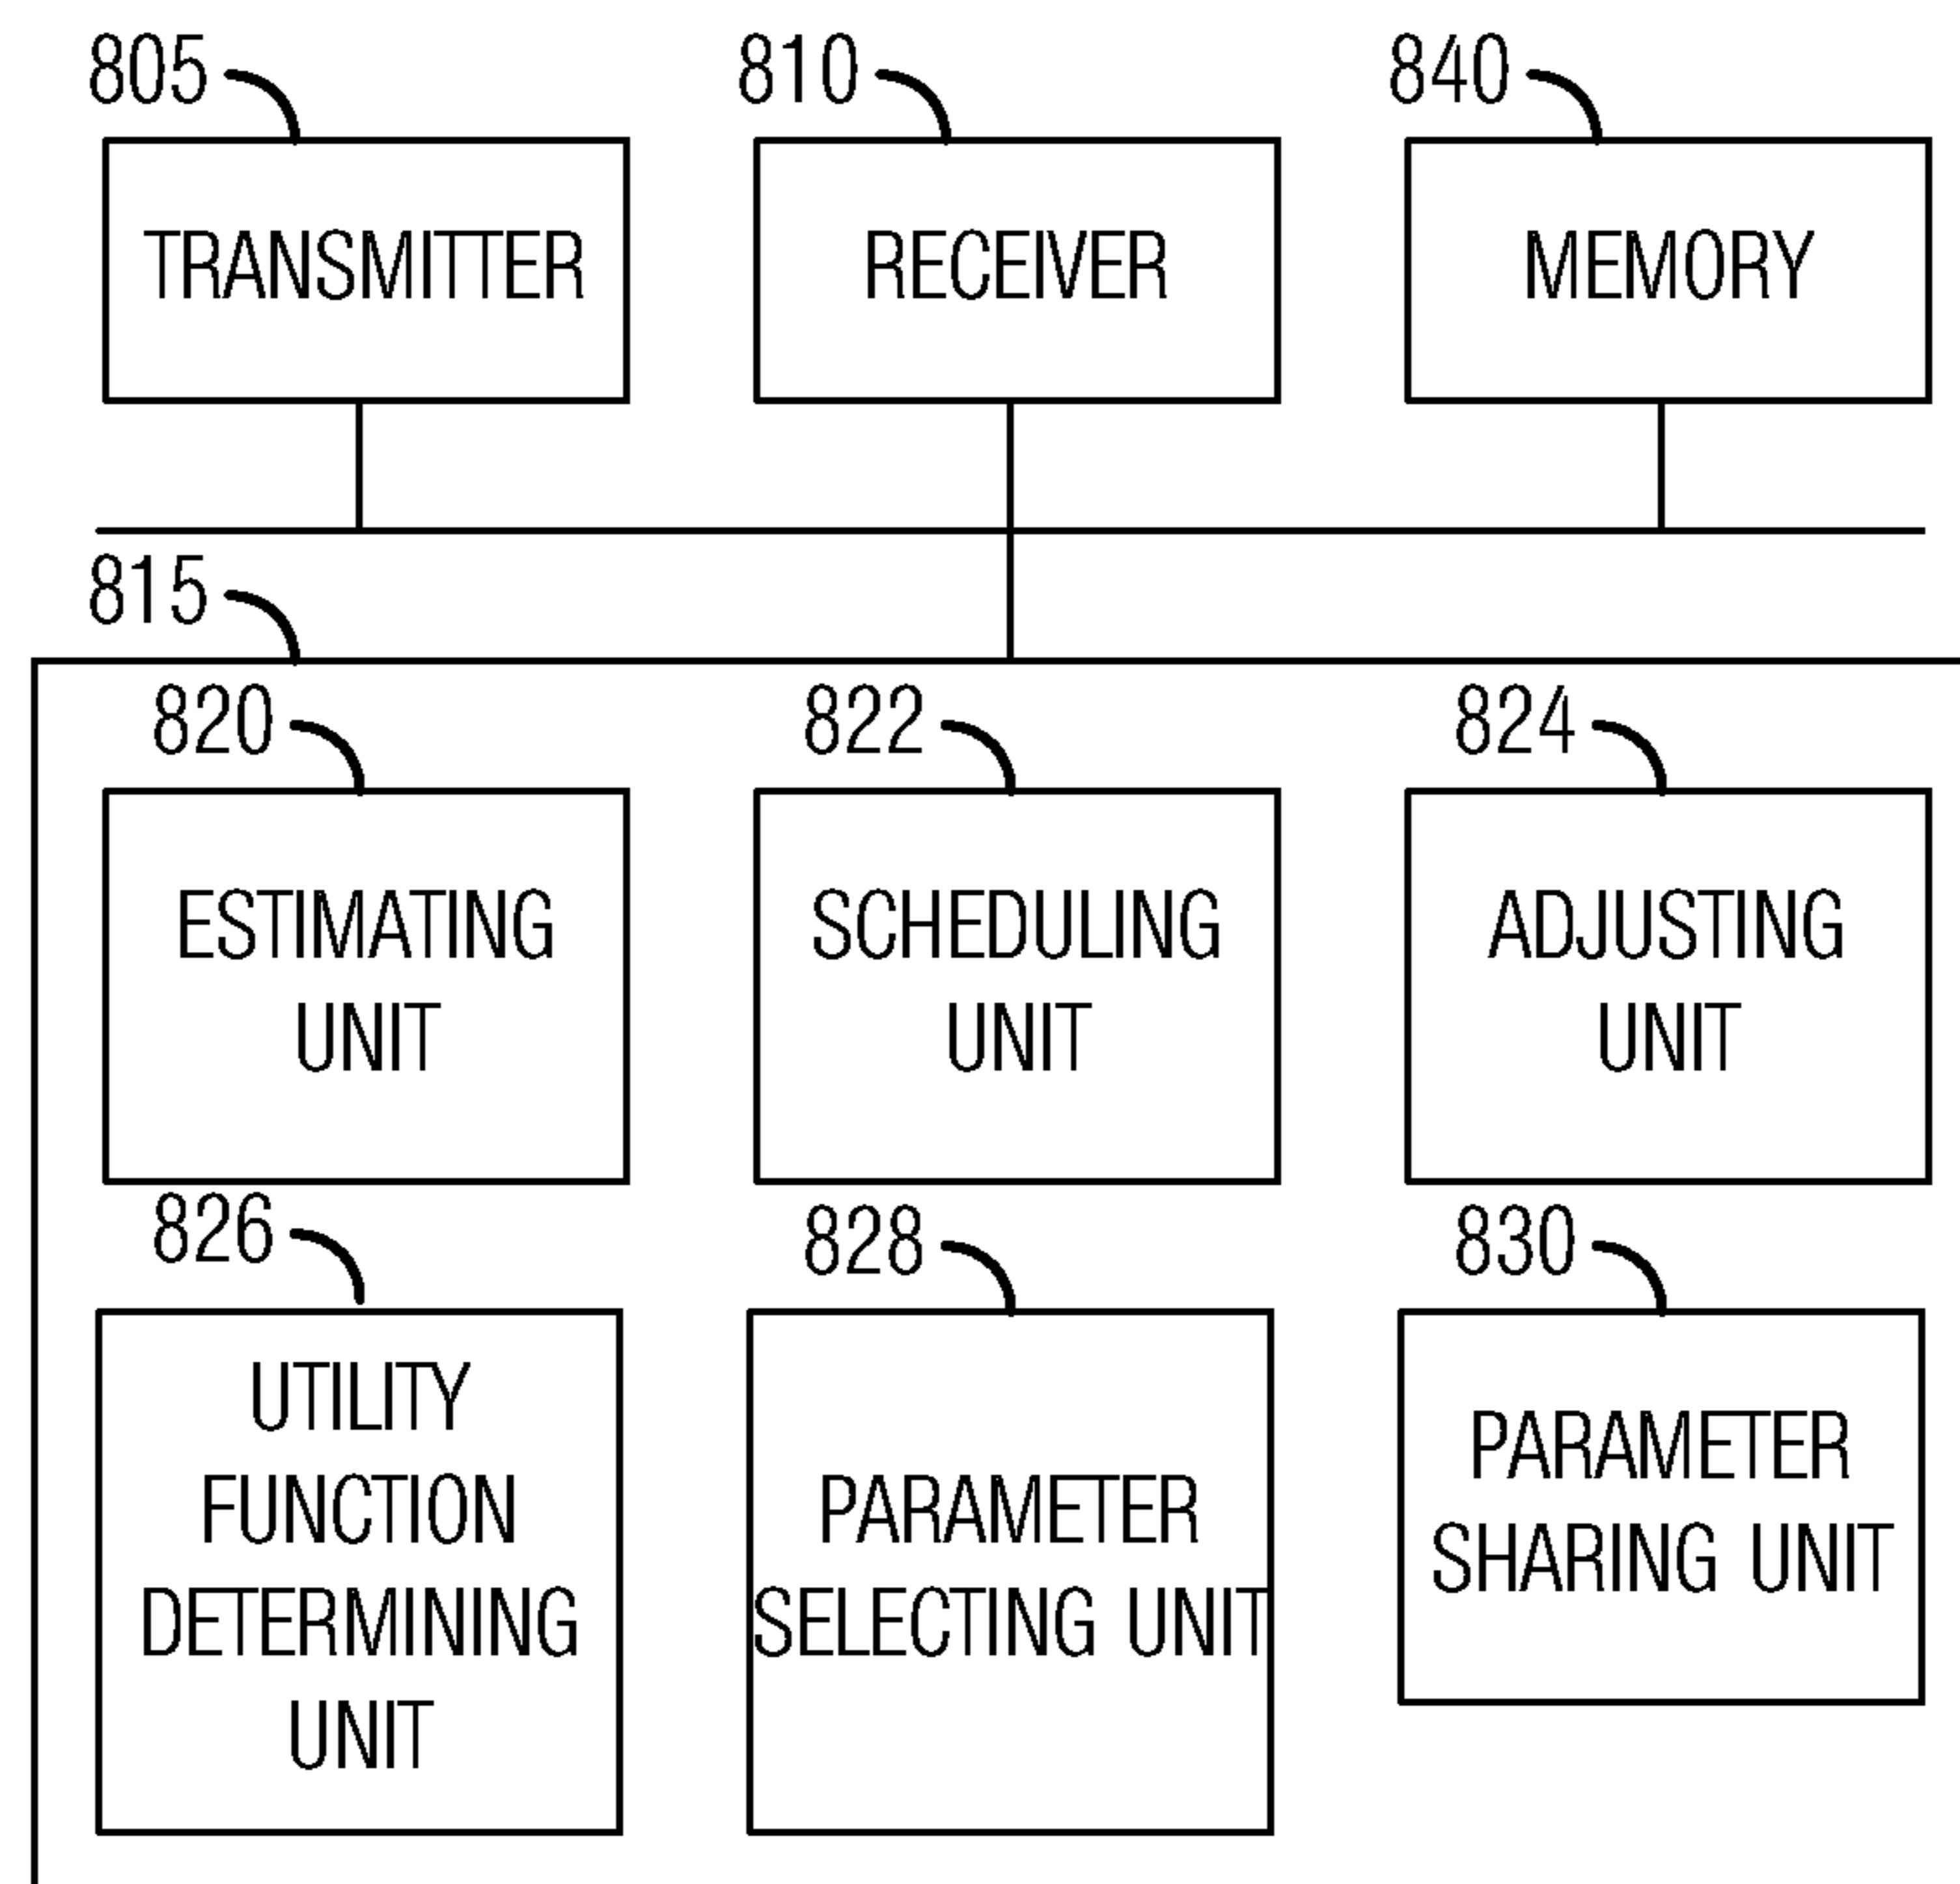 805
810
840
TRANSMITTER
RECEIVER
MEMORY
815
820
822
824
ESTIMATING
UNIT
SCHEDULING
UNIT
ADJUSTING
UNIT
826
828
830
UTILITY
FUNCTION
DETERMINING
UNIT
PARAMETER
SELECTING UNIT
PARAMETER
SHARING UNIT